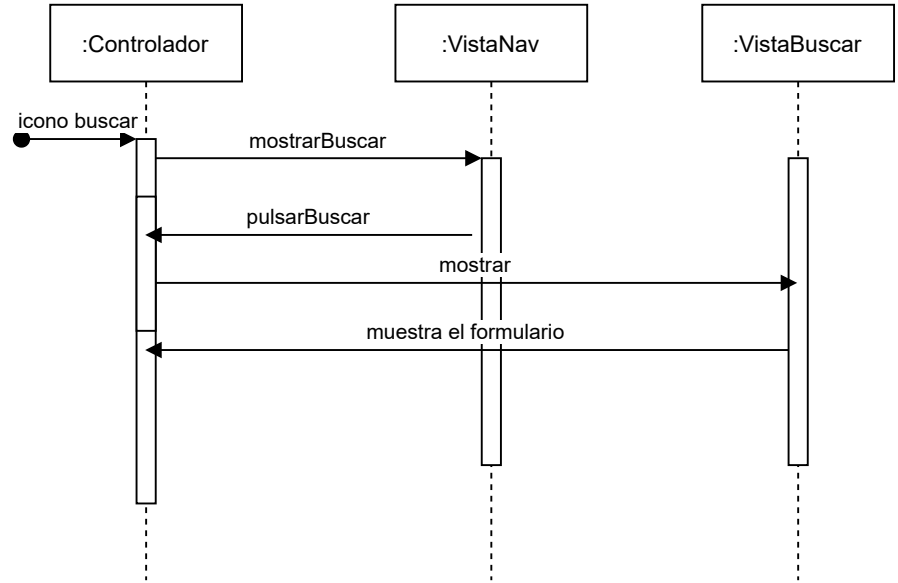 :Controlador
:VistaNav
:VistaBuscar
icono buscar
mostrarBuscar
pulsarBuscar
mostrar
muestra el formulario